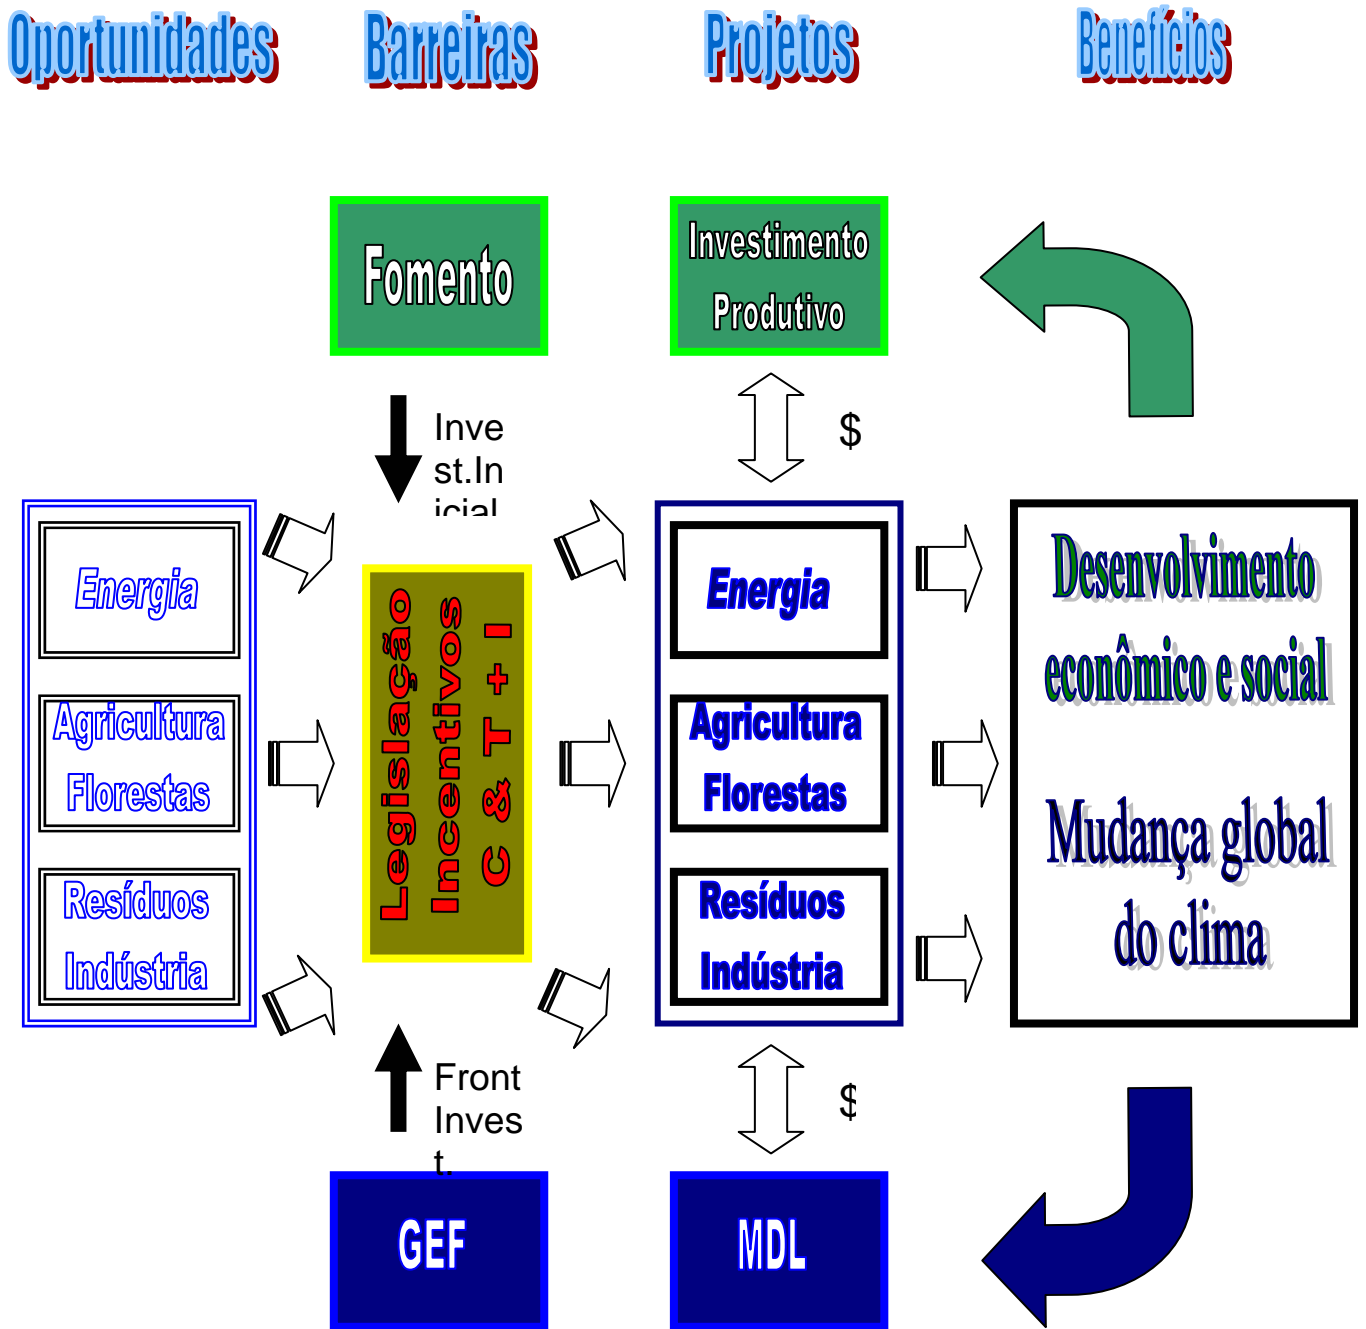 Oportunidades
Barreiras
Projetos
Benefícios
Fomento
Investimento
Produtivo
Inve
st.In
icial
$
Energia
Agricultura
Florestas
Resíduos
Indústria
Legislação
Incentivos
C & T + I
Energia
Agricultura
Florestas
Resíduos
Indústria
Desenvolvimento
econômico e social
Mudança global
do clima
Front
Inves
t.
$
GEF
MDL